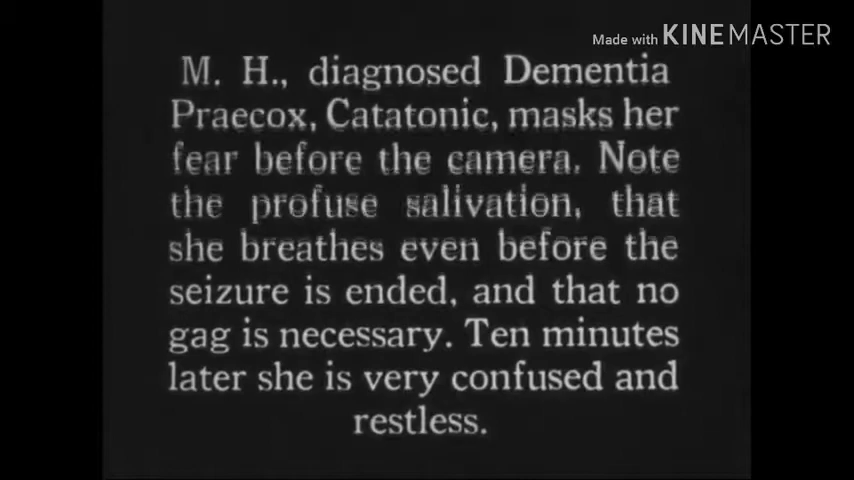 Made with KINEMASTER
M. H., diagnosed Dementia
Praecox, Catatonic, masks her
fear before the camera. Note
the profuse salivation, that
she breathes even before the
seizure is ended, and that no
gag is necessary. Ten minutes
later she is very confused and
restless.